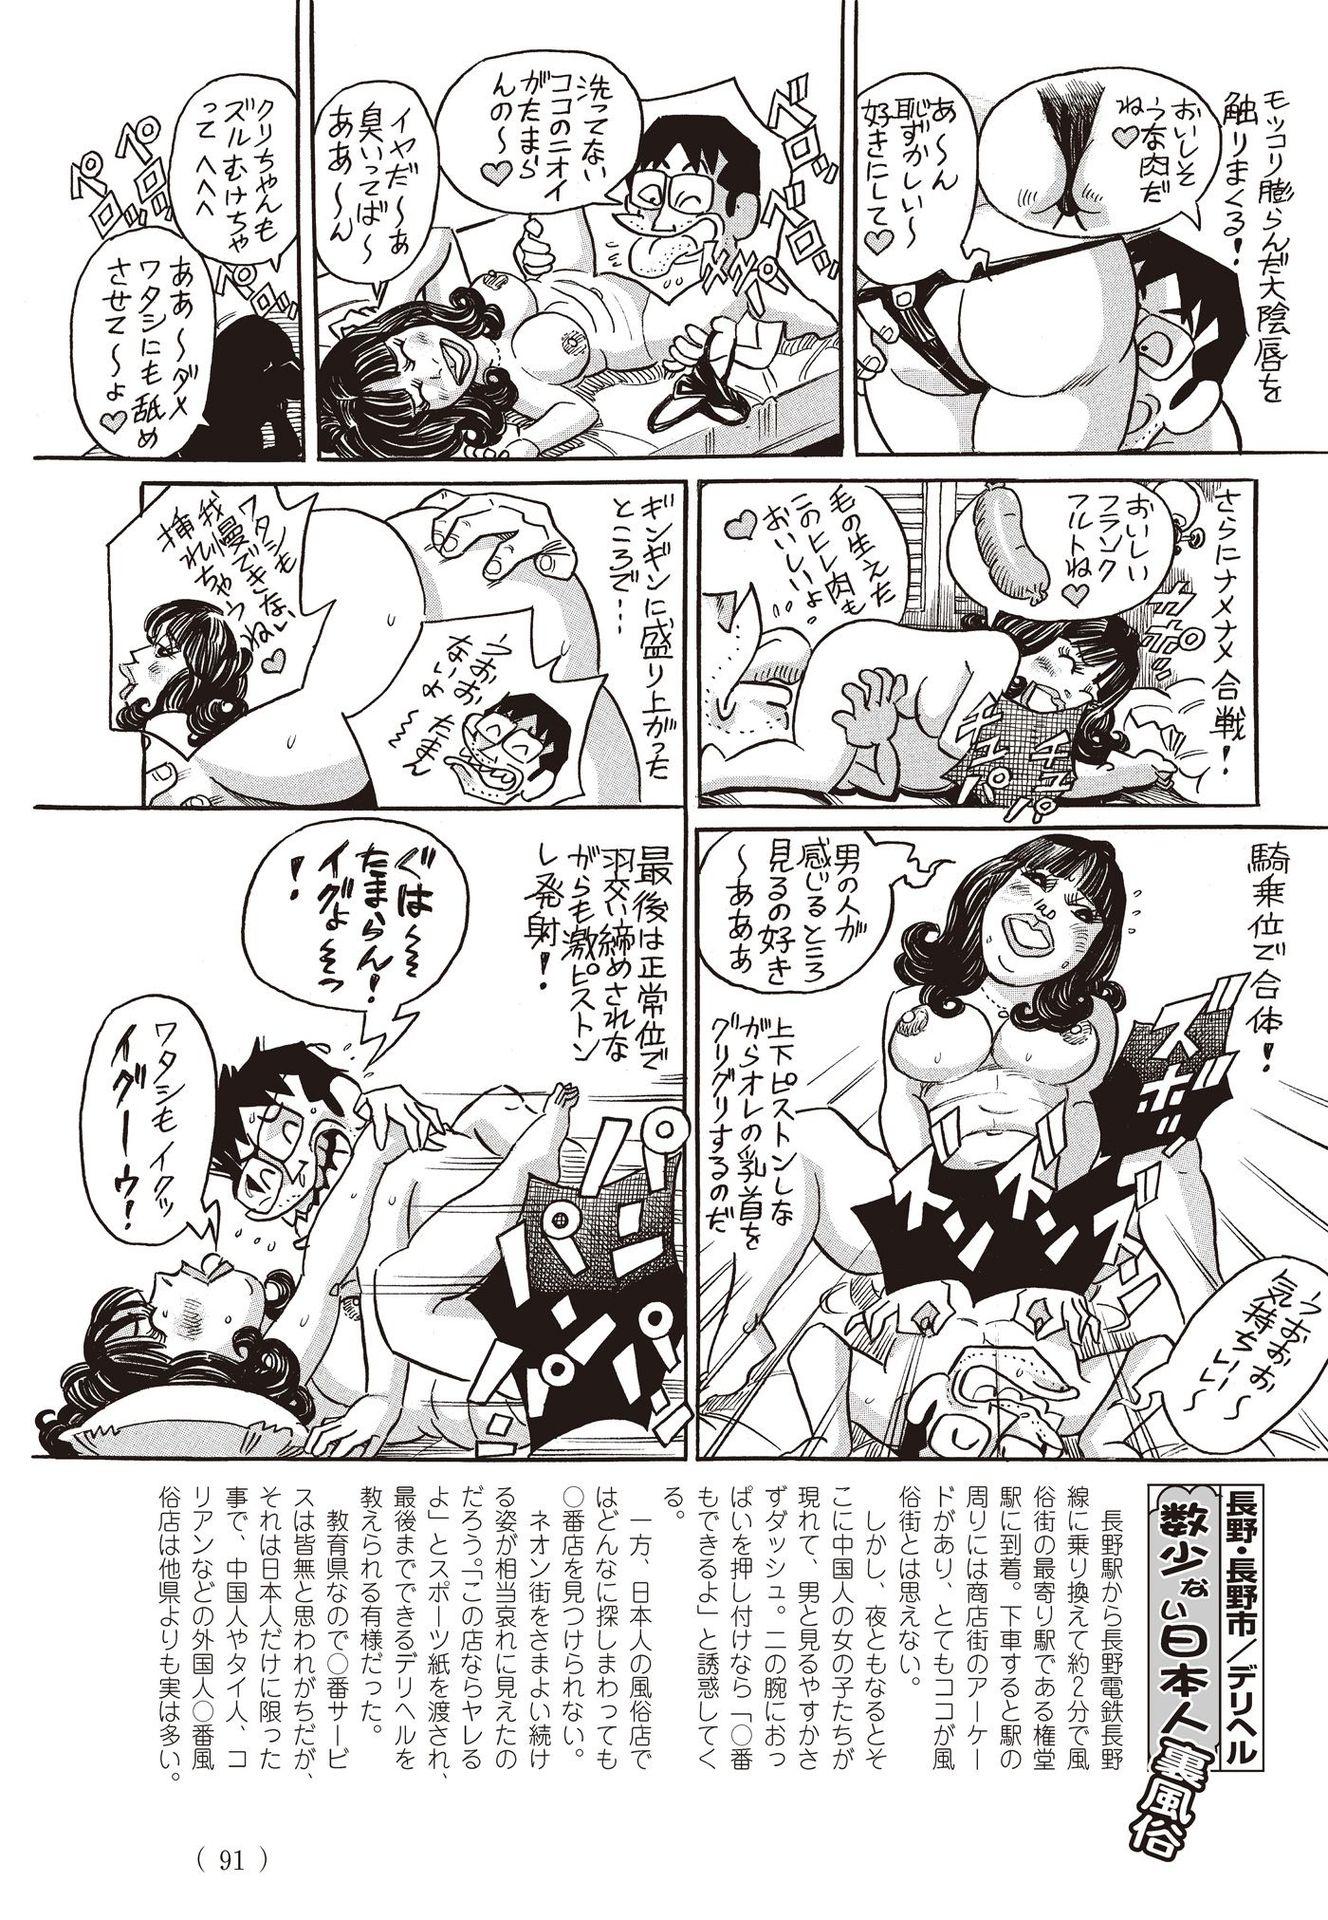 モッコリ膨らんだ大陰唇を
触りまくる!
おいしそ
うな肉だ
ね♥
あ～ん
恥ずかしい～
好きにして♥
洗ってない
ココのニオイ
がたまら
んの～♥
イヤだ～ぁ
臭いってば～
ああ～ん
クリちゃんも
ズルむけちゃ
って へへへ
ああ～ダメ
ワタシにも舐め
させて～よ♥
ペロペロ
さらにナメナメ合戦!
おいしい
フランク
フルトね♥
毛の生えた
このヒレ肉も
おいしいよ
♥
チュパ
ギンギンに盛り上がった
ところで…
うおお
ないわ
たまん
ワタシも
我慢できない
挿れちゃうね♥
騎乗位で合体!
男の人が
感じるところ
見るの好き
～あああ
上下ピストンしな
がらオレの乳首を
グリグリするのだ
ズボ
ズン
ズン
ズン
うおおお
気持ちいい～
最後は正常位で
羽交い締めされな
がらも激ピストン
し発射!
ぐは～～
たまらん!
イグよ～～っ
!
ワタシもイクッ
イグーーウ!
パン
パン
パン
長野・長野市/デリヘル
数少ない日本人裏風俗
長野駅から長野電鉄長野
線に乗り換えて約2分で風
俗街の最寄り駅である権堂
駅に到着。下車すると駅の
周りには商店街のアーケー
ドがあり、とてもココが風
俗街とは思えない。
しかし、夜ともなるとそ
こに中国人の女の子たちが
現れて、男と見るやすかさ
ずダッシュ。二の腕におっ
ぱいを押し付けなら「○番
もできるよ」と誘惑してく
る。
一方、日本人の風俗店で
はどんなに探しまわっても
○番店を見つけられない。
ネオン街をさまよい続け
る姿が相当哀れに見えたの
だろう。「この店ならヤレる
よ」とスポーツ紙を渡され、
最後までできるデリヘルを
教えられる有様だった。
教育県なので○番サービ
スは皆無と思われがちだが、
それは日本人だけに限った
事で、中国人やタイ人、コ
リアンなどの外国人○番風
俗店は他県よりも実は多い。
(91)